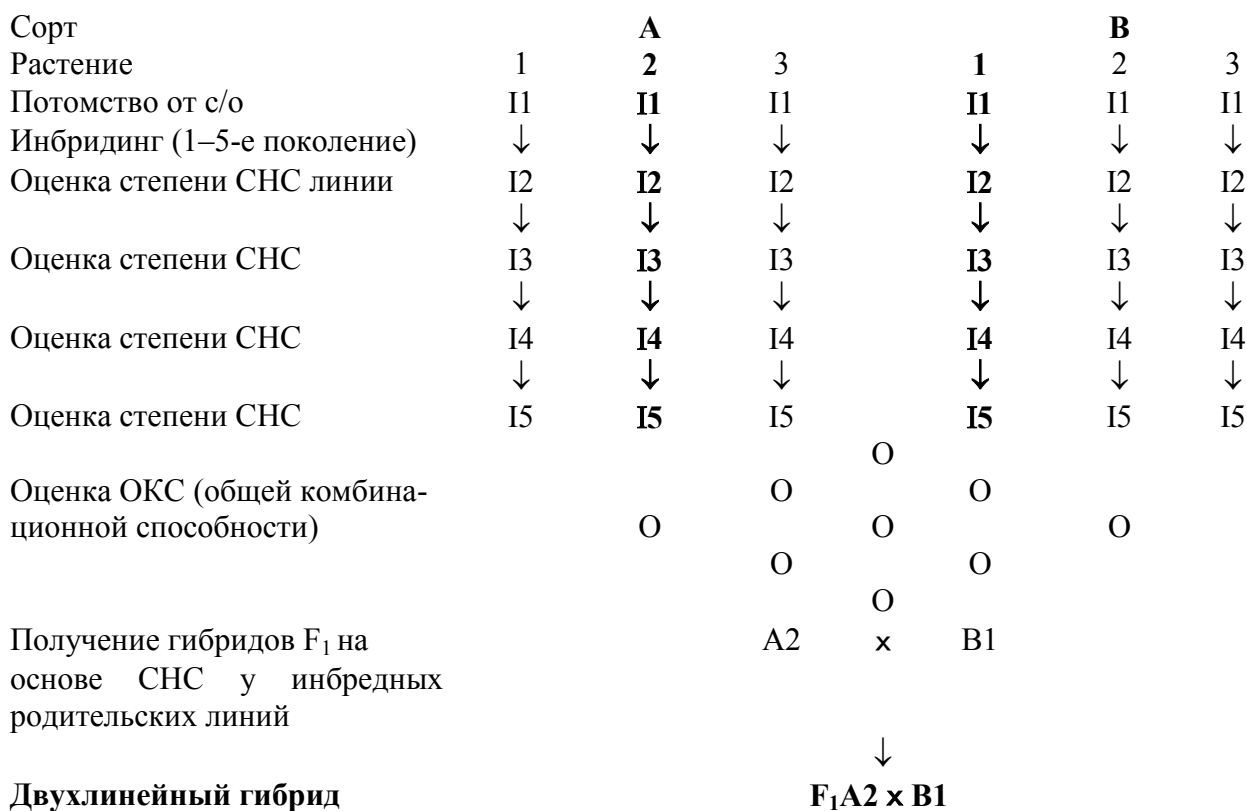 Сорт A B
Растение 1 2 3 1 2 3
Потомство от с/о I1 I1 I1 I1 I1 I1
Инбридинг (1–5-е поколение) ↓ ↓ ↓ ↓ ↓ ↓
Оценка степени СНС линии I2 I2 I2 I2 I2 I2
↓ ↓ ↓ ↓ ↓ ↓
Оценка степени СНС I3 I3 I3 I3 I3 I3
↓ ↓ ↓ ↓ ↓ ↓
Оценка степени СНС I4 I4 I4 I4 I4 I4
↓ ↓ ↓ ↓ ↓ ↓
Оценка степени СНС I5 I5 I5 I5 I5 I5
O
Оценка ОКС (общей комбина- O O
ционной способности) O O O
O O
O
Получение гибридов F₁ на A2 x B1
основе СНС у инбредных
родительских линий
↓
Двухлинейный гибрид F₁A2 x B1